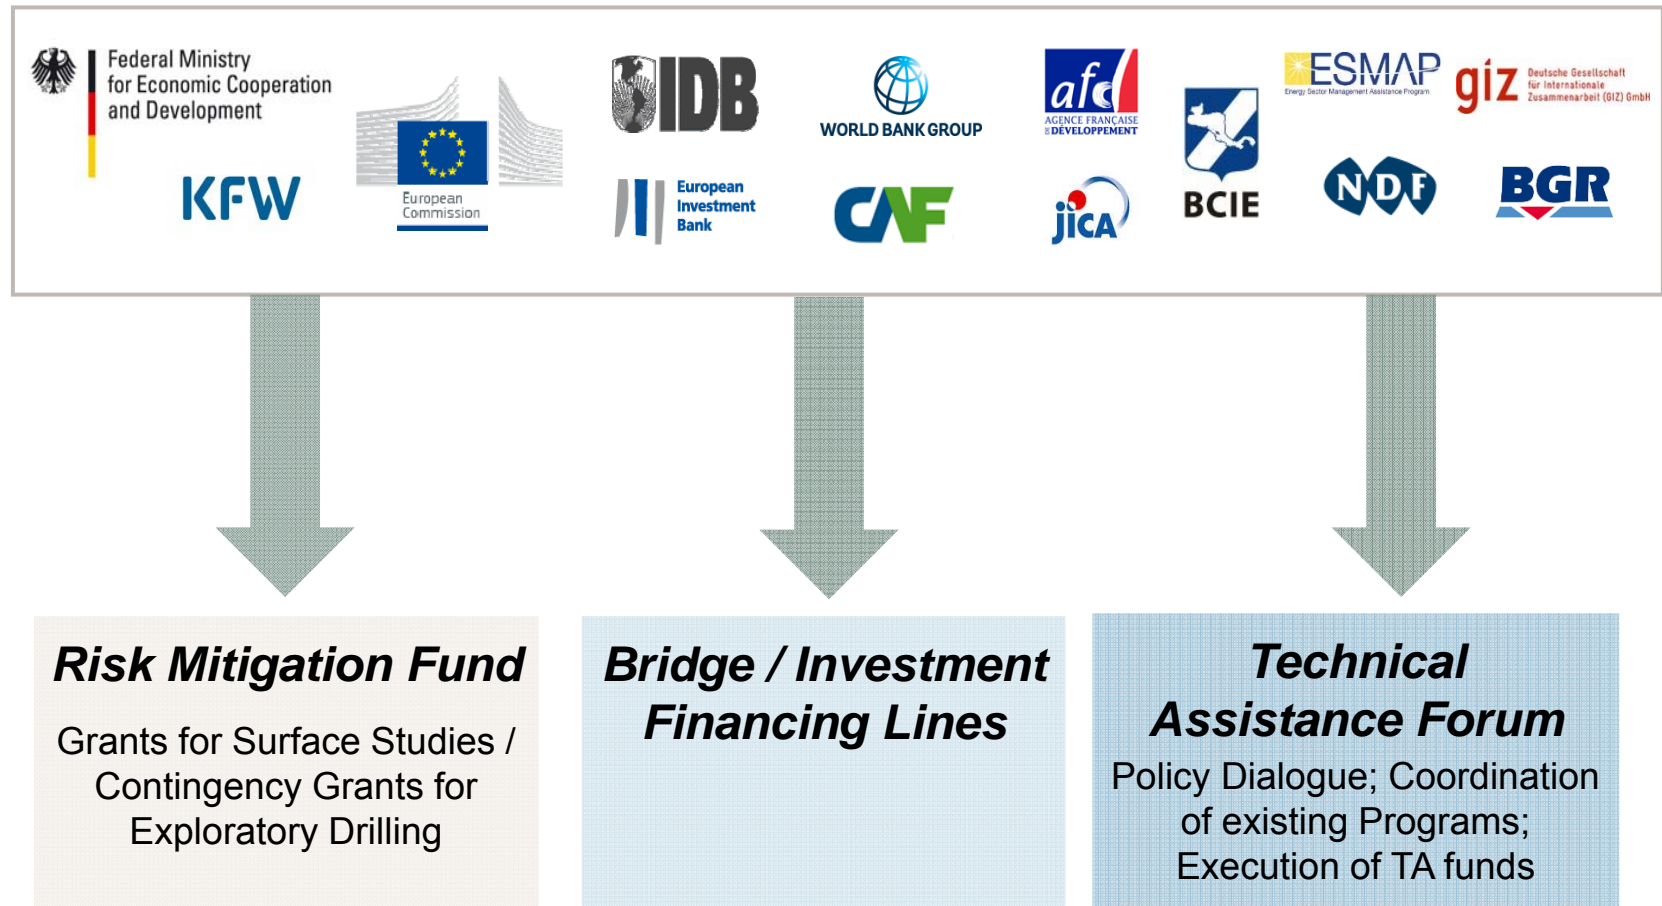 Federal Ministry
for Economic Cooperation
and Development
KFW
European
Commission
IDB
European
Investment
Bank
WORLD BANK GROUP
CAF
afd
AGENCE FRANÇAISE
DE DÉVELOPPEMENT
jica
BCIE
ESMAP
Energy Sector Management Assistance Program
NDF
giz
Deutsche Gesellschaft
für Internationale
Zusammenarbeit (GIZ) GmbH
BGR
Risk Mitigation Fund
Grants for Surface Studies /
Contingency Grants for
Exploratory Drilling
Bridge / Investment
Financing Lines
Technical
Assistance Forum
Policy Dialogue; Coordination
of existing Programs;
Execution of TA funds